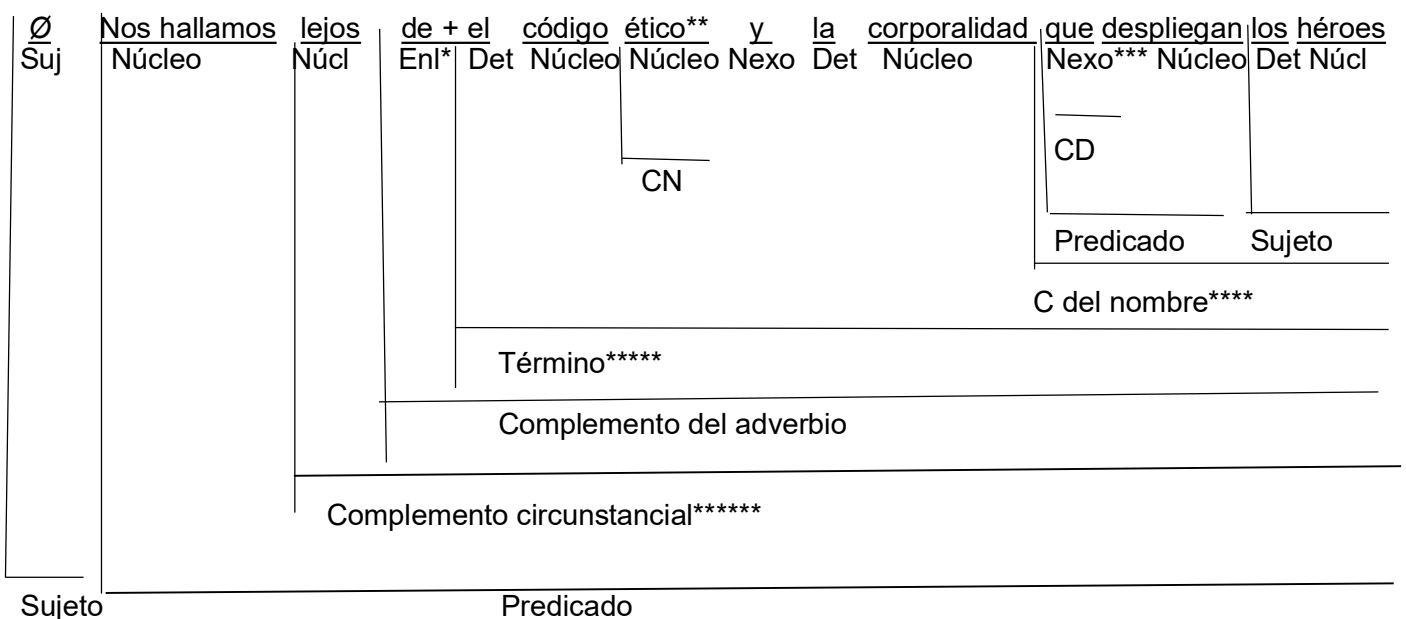 Ø Nos hallamos lejos de + el código ético** y la corporalidad que despliegan los héroes
Suj Núcleo Núcl Enl* Det Núcleo Núcleo Nexo Det Núcleo Nexo*** Núcleo Det Núcl
CD
CN
Predicado Sujeto
C del nombre****
Término*****
Complemento del adverbio
Complemento circunstancial******
Sujeto Predicado